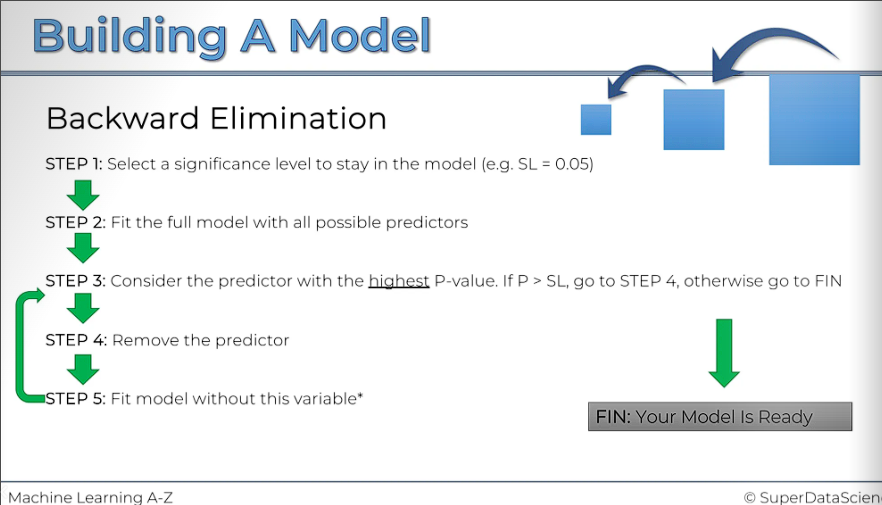 Building A Model
Backward Elimination
STEP 1: Select a significance level to stay in the model (e.g. SL = 0.05)
STEP 2: Fit the full model with all possible predictors
STEP 3: Consider the predictor with the highest P-value. If P > SL, go to STEP 4, otherwise go to FIN
STEP 4: Remove the predictor
STEP 5: Fit model without this variable*
FIN: Your Model Is Ready
Machine Learning A-Z
© SuperDataScien